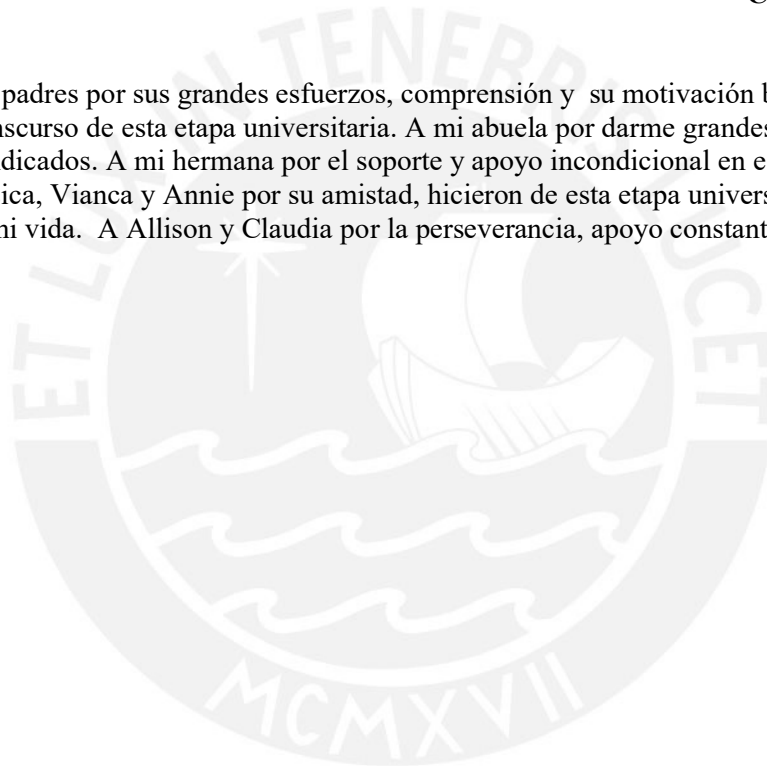 padres por sus grandes esfuerzos, comprensión y su motivación
nscurso de esta etapa universitaria. A mi abuela por darme grandes
dicados. A mi hermana por el soporte y apoyo incondicional en e
ica, Vianca y Annie por su amistad, hicieron de esta etapa univers
mi vida. A Allison y Claudia por la perseverancia, apoyo constant
ET LUX IN TENEBRIS LUCET
MCMXVII